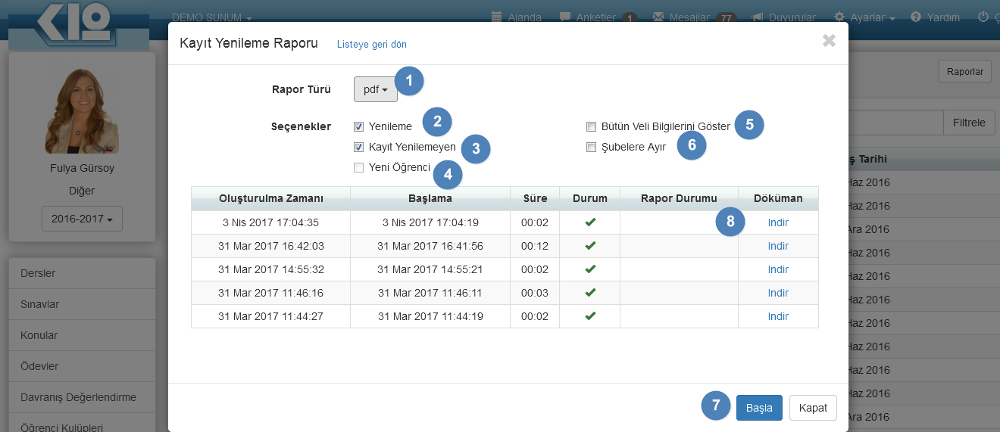 K10
DEMO SUNUM
Ajanda Anketler 1 Mesajlar 77 Duyurular Ayarlar Yardım Ç
Kayıt Yenileme Raporu Listeye geri dön ×
Raporlar
Rapor Türü pdf 1
Seçenekler Yenileme 2 Bütün Veli Bilgilerini Göster 5
Filtrele
Kayıt Yenilemeyen 3 Şubelere Ayır 6
Yeni Öğrenci 4
ş Tarihi
Fulya Gürsoy
Diğer
2016-2017
Oluşturulma Zamanı Başlama Süre Durum Rapor Durumu Döküman
3 Nis 2017 17:04:35 3 Nis 2017 17:04:19 00:02 8 Indir
31 Mar 2017 16:42:03 31 Mar 2017 16:41:56 00:12 Indir
31 Mar 2017 14:55:32 31 Mar 2017 14:55:21 00:02 Indir
31 Mar 2017 11:46:16 31 Mar 2017 11:46:11 00:03 Indir
31 Mar 2017 11:44:27 31 Mar 2017 11:44:19 00:02 Indir
Haz 2016
Haz 2016
Ara 2016
Haz 2016
Haz 2016
Haz 2016
Haz 2016
Haz 2016
Haz 2016
Haz 2016
Ara 2016
Dersler
Sınavlar
Konular
Ödevler
Davranış Değerlendirme
Öğrenci Kulüpleri
7 Başla Kapat